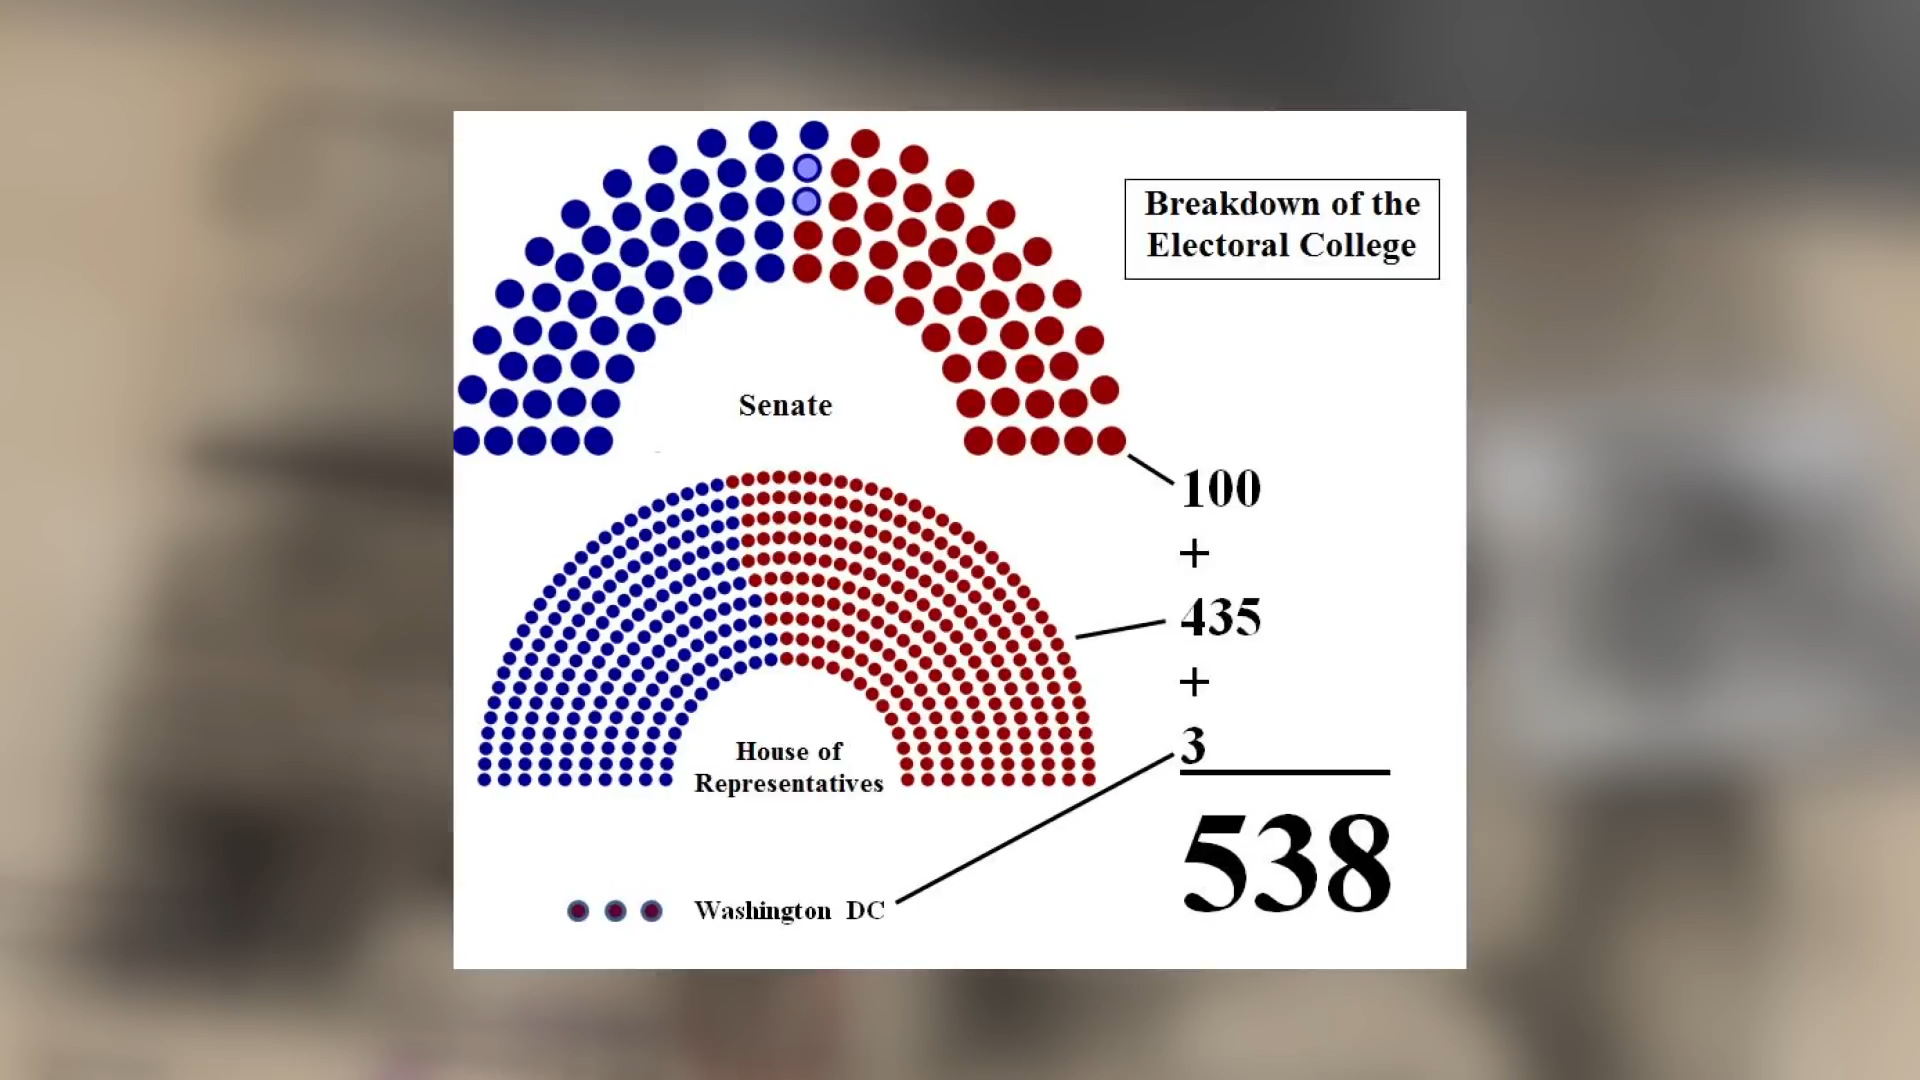 Breakdown of the
Electoral College
Senate
100
+
435
+
3
House of
Representatives
538
Washington DC